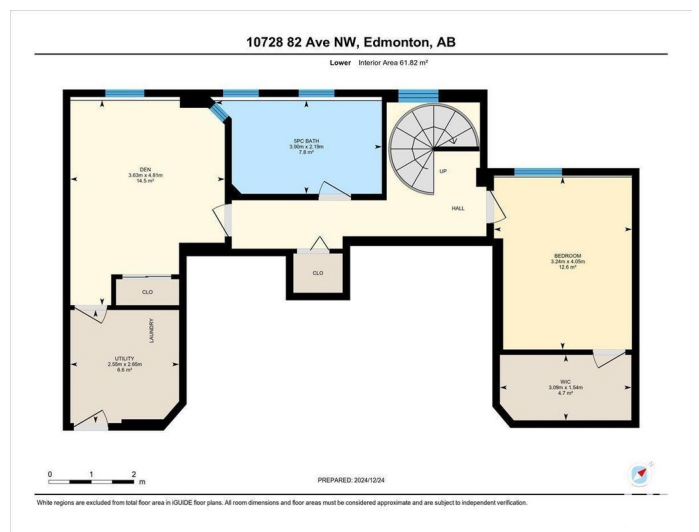 10728 82 Ave NW, Edmonton, AB
Lower Interior Area 61.82 m²
DEN
3.63m x 4.81m
14.5 m²
5PC BATH
3.90m x 2.19m
7.8 m²
UP
HALL
BEDROOM
3.24m x 4.05m
12.6 m²
CLO
CLO
LAUNDRY
UTILITY
2.55m x 2.65m
6.6 m²
WIC
3.09m x 1.54m
4.7 m²
0 1 2
m
PREPARED: 2024/12/24
White regions are excluded from total floor area in iGUIDE floor plans. All room dimensions and floor areas must be considered approximate and are subject to independent verification.